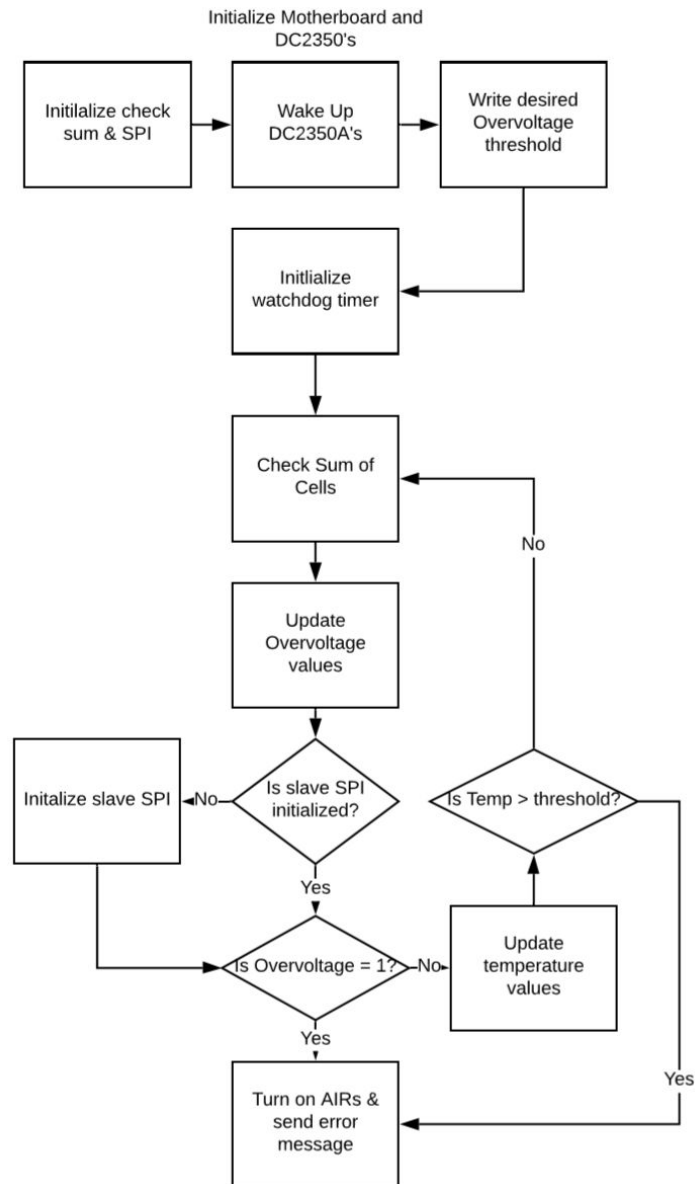 Initialize Motherboard and
DC2350's
Initilalize check
sum & SPI
Wake Up
DC2350A's
Write desired
Overvoltage
threshold
Initlialize
watchdog timer
Check Sum of
Cells
No
Update
Overvoltage
values
Initalize slave SPI
No
Is slave SPI
initialized?
Is Temp > threshold?
Yes
Is Overvoltage = 1?
No
Update
temperature
values
Yes
Yes
Turn on AIRs &
send error
message